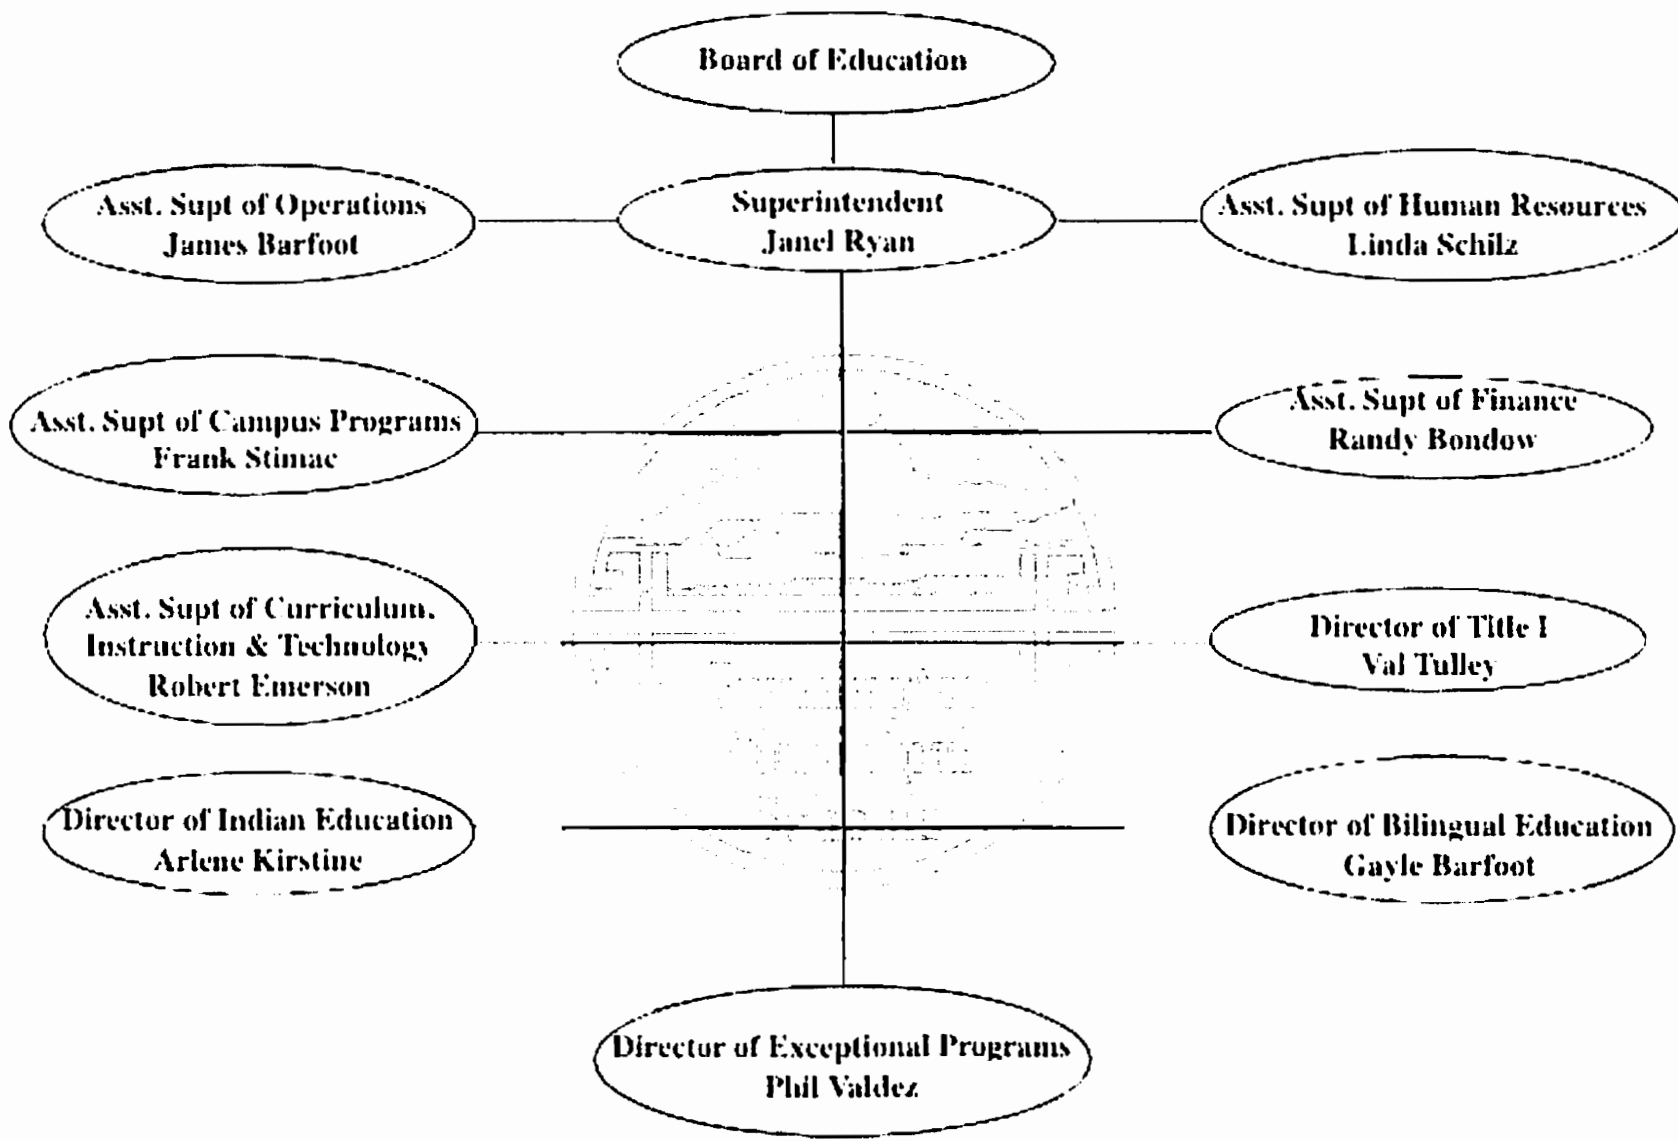 Board of Education
Asst. Supt of Operations
James Barfoot
Superintendent
Janel Ryan
Asst. Supt of Human Resources
Linda Schilz
Asst. Supt of Campus Programs
Frank Stimac
Asst. Supt of Finance
Randy Bondow
Asst. Supt of Curriculum,
Instruction & Technology
Robert Emerson
Director of Title I
Val Tulley
Director of Indian Education
Arlene Kirstine
Director of Bilingual Education
Gayle Barfoot
Director of Exceptional Programs
Phil Valdez